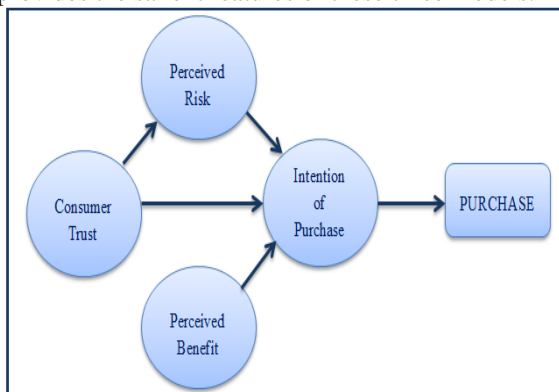 Perceived
Risk
Consumer
Trust
Intention
of
Purchase
PURCHASE
Perceived
Benefit